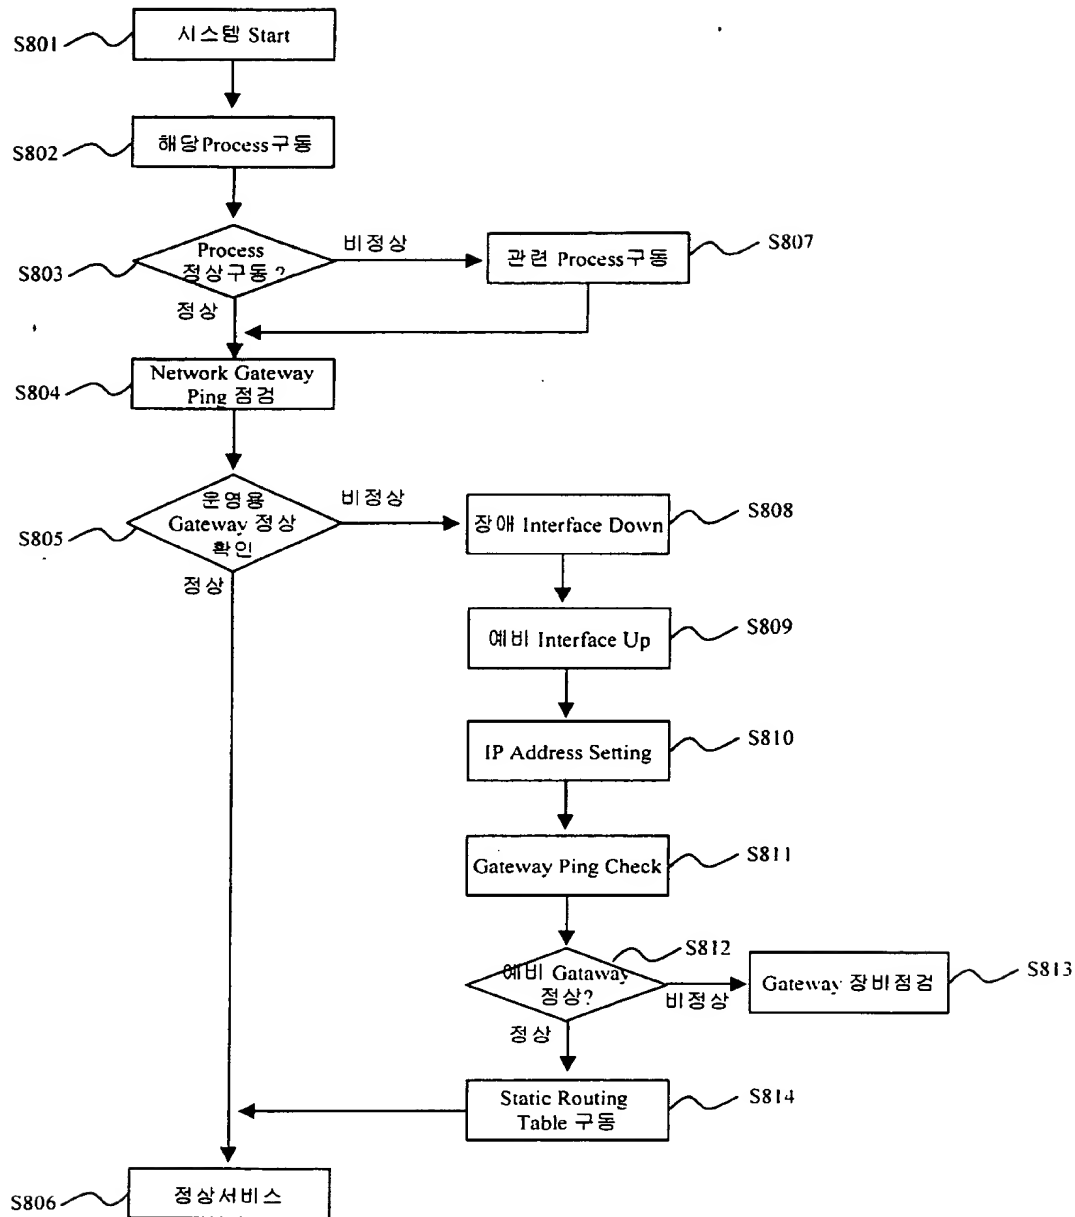 S801
시스템 Start
S802
해당Process구동
S803
Process
정상구동 ?
비정상
관련 Process구동
S807
정상
S804
Network Gateway
Ping 점검
S805
운영용
Gateway 정상
확인
비정상
장애 Interface Down
S808
정상
예비 Interface Up
S809
IP Address Setting
S810
Gateway Ping Check
S811
S812
예비 Gataway
정상?
비정상
Gateway 장비점검
S813
정상
Static Routing
Table 구동
S814
S806
정상서비스